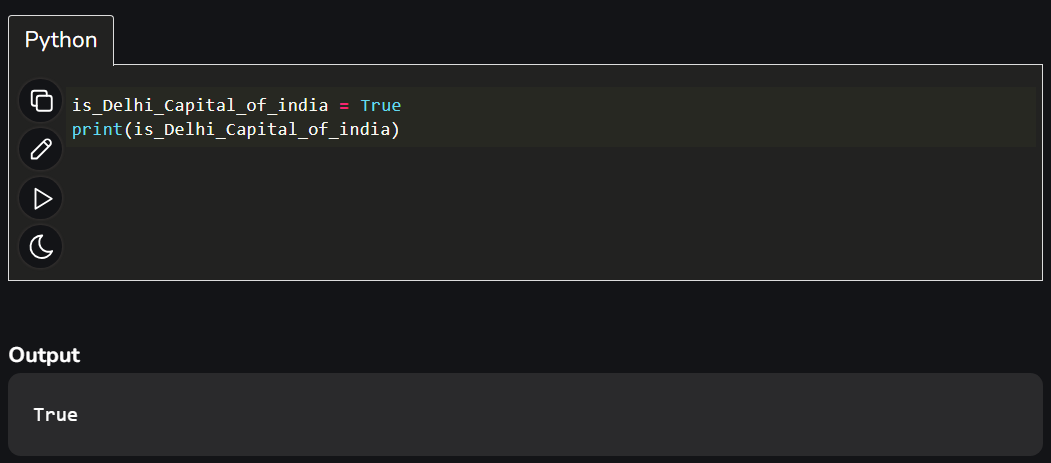 Python
is_Delhi_Capital_of_india = True
print(is_Delhi_Capital_of_india)
Output
True